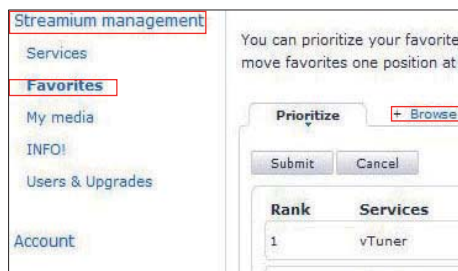 Streamium management
Services
Favorites
My media
INFO!
Users & Upgrades
Account
You can prioritize your favorite
move favorites one position at
Prioritize
+ Browse
Submit Cancel
Rank Services
1 vTuner